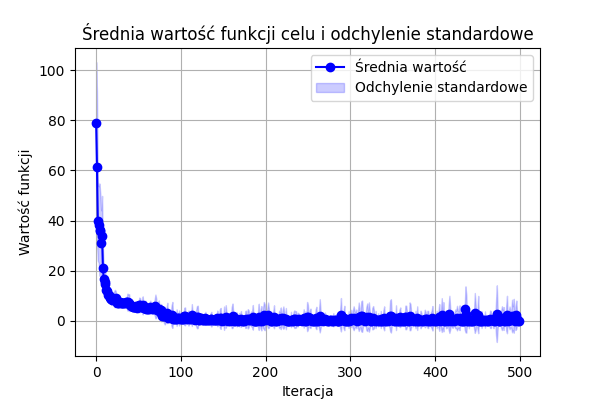 Średnia wartość funkcji celu i odchylenie standardowe
Średnia wartość
Odchylenie standardowe
Wartość funkcji
100
80
60
40
20
0
0 100 200 300 400 500
Iteracja